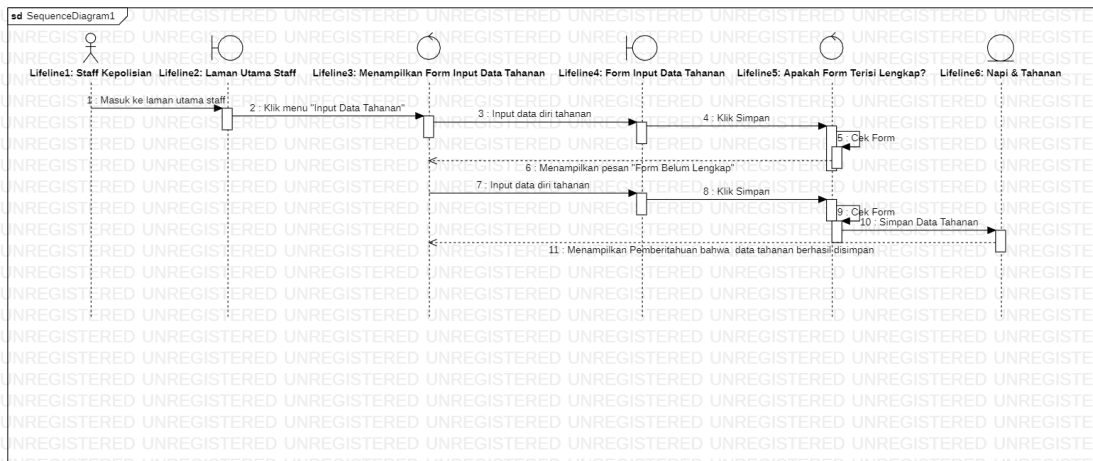 sd SequenceDiagram1
Lifeline1: Staff Kepolisian
Lifeline2: Laman Utama Staff
Lifeline3: Menampilkan Form Input Data Tahanan
Lifeline4: Form Input Data Tahanan
Lifeline5: Apakah Form Terisi Lengkap?
Lifeline6: Napi & Tahanan
1 : Masuk ke laman utama staff
2 : Klik menu "Input Data Tahanan"
3 : Input data diri tahanan
4 : Klik Simpan
5 : Cek Form
6 : Menampilkan pesan "Form Belum Lengkap"
7 : Input data diri tahanan
8 : Klik Simpan
9 : Cek Form
10 : Simpan Data Tahanan
11 : Menampilkan Pemberitahuan bahwa data tahanan berhasil disimpan
UNREGISTERED